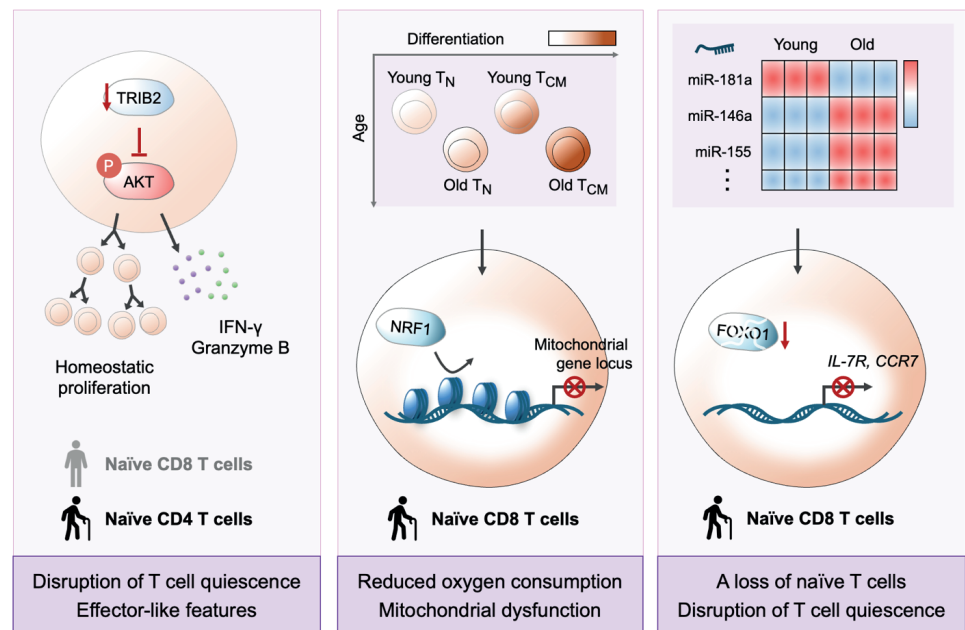 TRIB2
P
AKT
Homeostatic
proliferation
IFN-γ
Granzyme B
Naïve CD8 T cells
Naïve CD4 T cells
Disruption of T cell quiescence
Effector-like features
Differentiation
Age
Young TN
Young TCM
Old TN
Old TCM
NRF1
Mitochondrial
gene locus
Naïve CD8 T cells
Reduced oxygen consumption
Mitochondrial dysfunction
Young Old
miR-181a
miR-146a
miR-155
⋮
FOXO1
IL-7R, CCR7
Naïve CD8 T cells
A loss of naïve T cells
Disruption of T cell quiescence